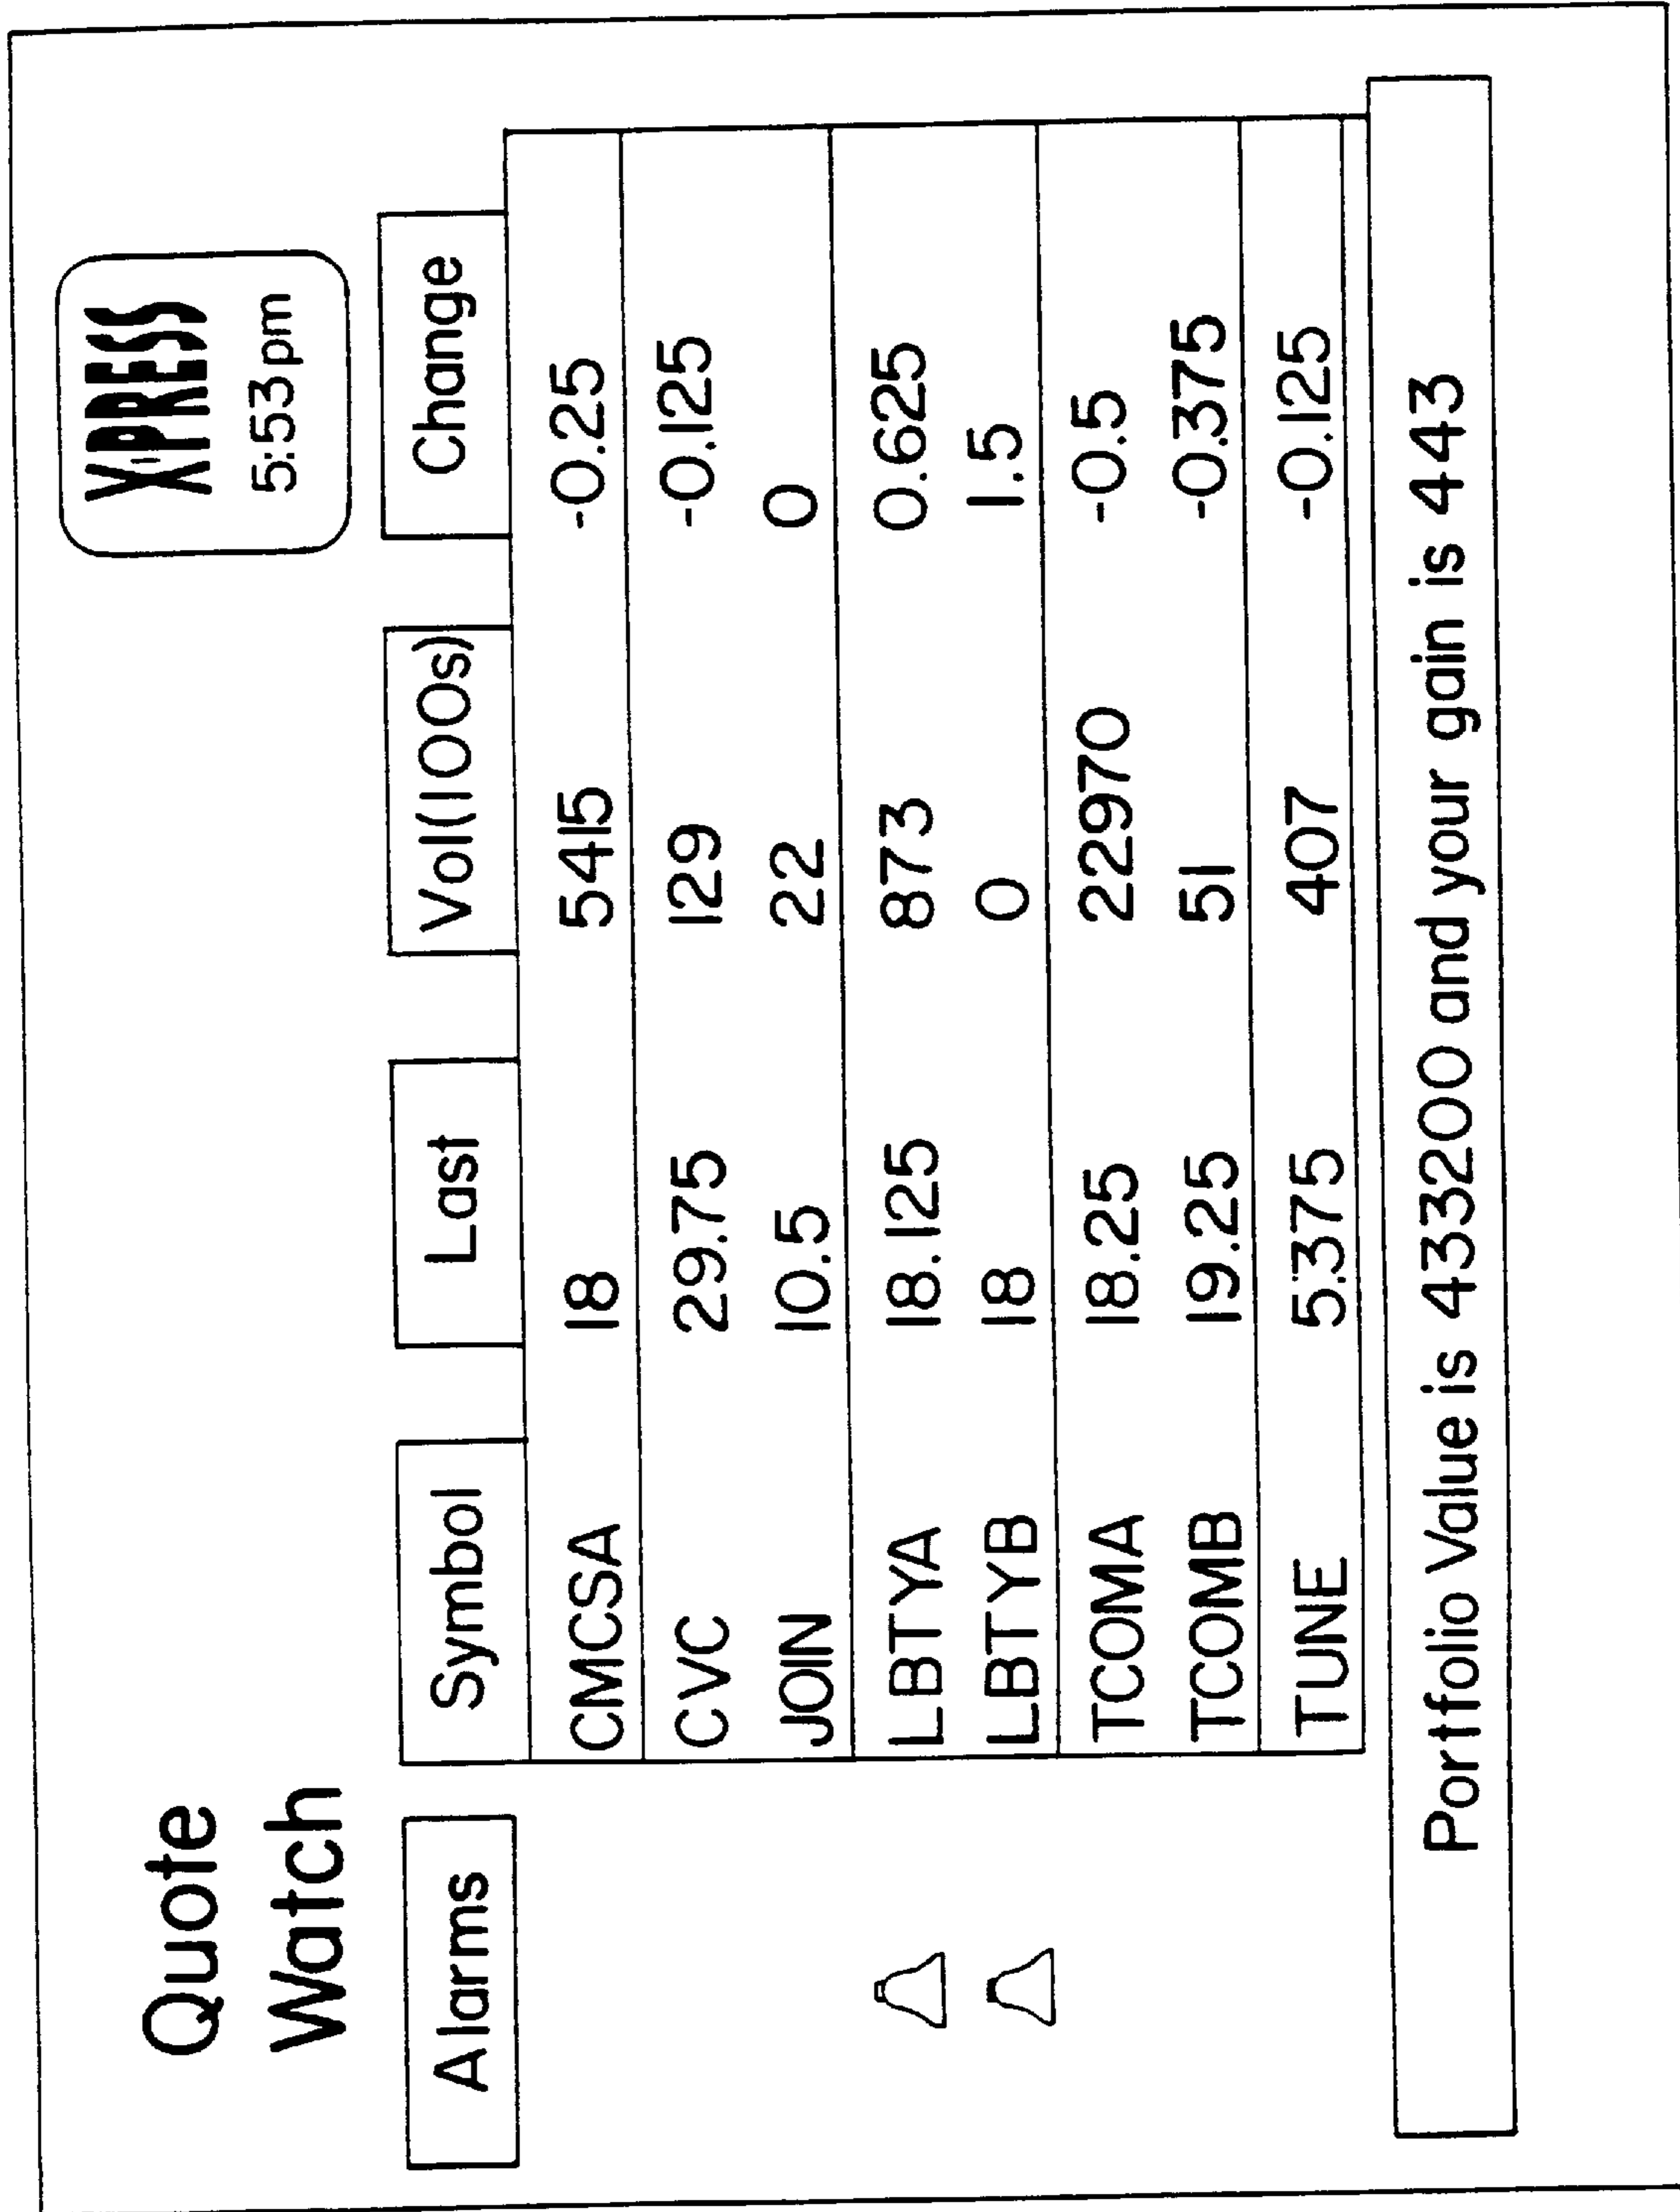 Quote
Watch
XPRESS
5:53pm
Alarms Symbol Last Vol(100s) Change
CMCSA 18 5415 -0.25
CVC 29.75 129 -0.125
JOIN 10.5 22 0
LBTYA 18.125 873 0.625
LBTYB 18 0 1.5
TCOMA 18.25 22970 -0.5
TCOMB 19.25 51 -0.375
TUNE 5.375 407 -0.125
Portfolio Value is 433200 and your gain is 443